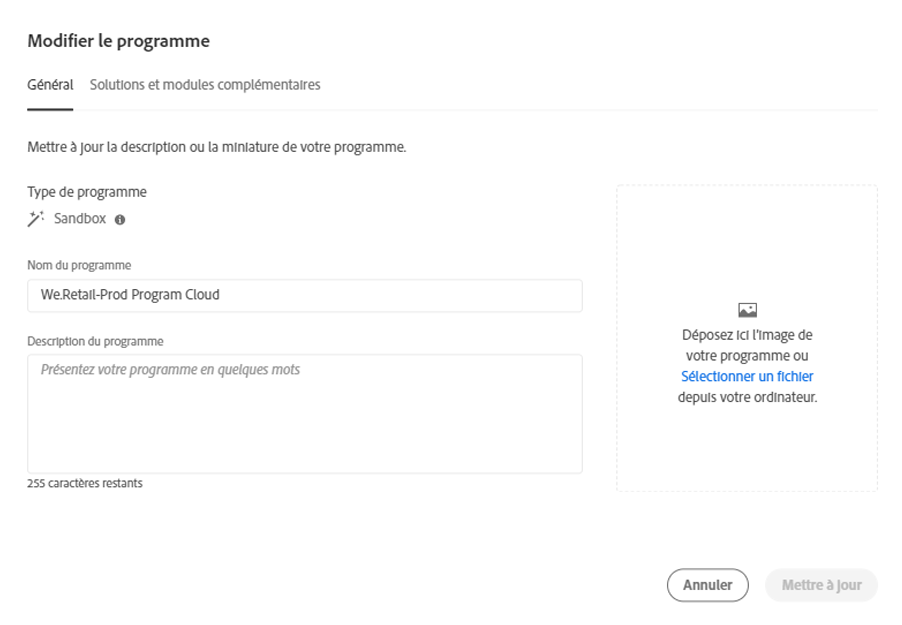 Modifier le programme
Général
Solutions et modules complémentaires
Mettre à jour la description ou la miniature de votre programme.
Type de programme
Sandbox
Nom du programme
We.Retail-Prod Program Cloud
Description du programme
Présentez votre programme en quelques mots
255 caractères restants
Déposez ici l'image de
votre programme ou
Sélectionner un fichier
depuis votre ordinateur.
Annuler
Mettre à jour